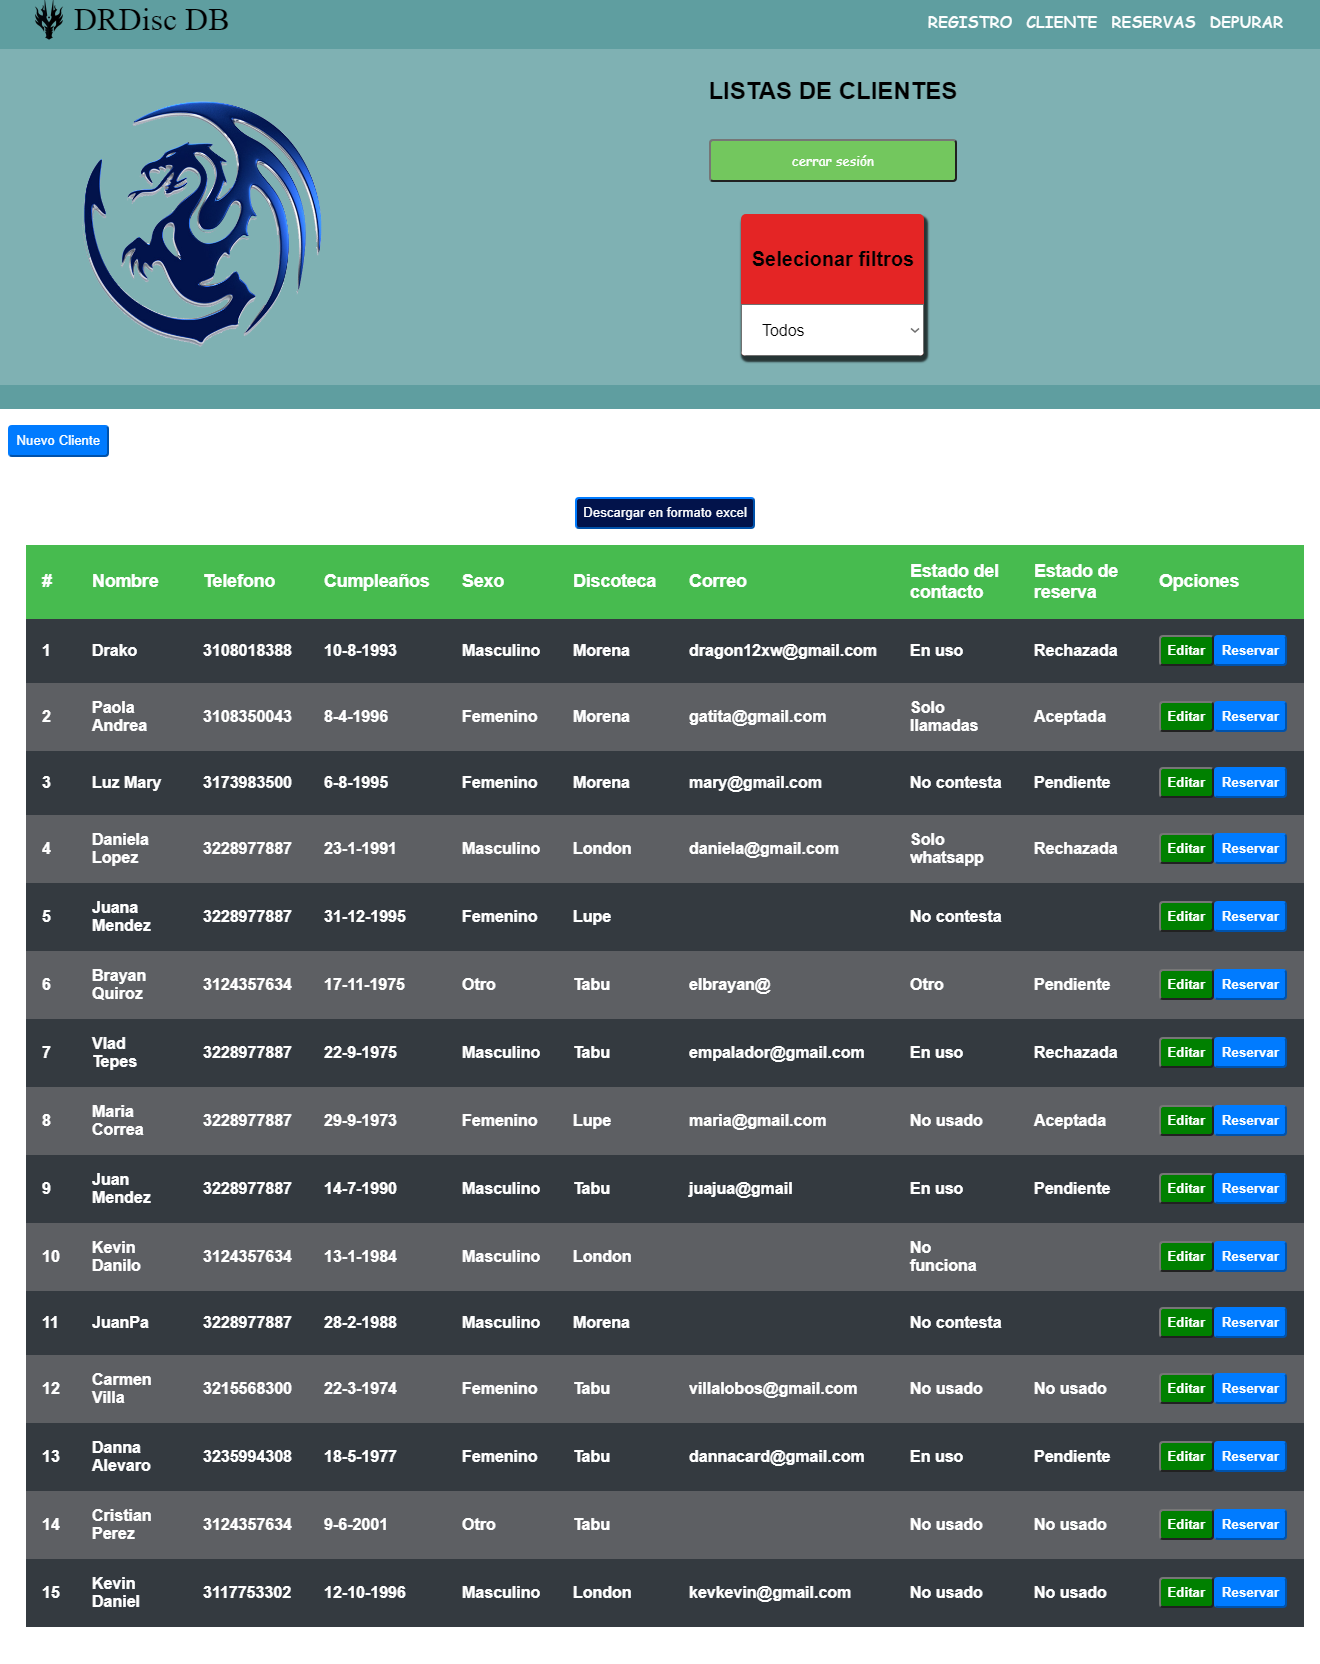 DRDisc DB
REGISTRO CLIENTE RESERVAS DEPURAR
LISTAS DE CLIENTES
cerrar sesión
Selecionar filtros
Todos
Nuevo Cliente
Descargar en formato excel
# Nombre Telefono Cumpleaños Sexo Discoteca Correo Estado del contacto Estado de reserva Opciones
1 Drako 3108018388 10-8-1993 Masculino Morena dragon12xw@gmail.com En uso Rechazada Editar Reservar
2 Paola Andrea 3108350043 8-4-1996 Femenino Morena gatita@gmail.com Solo llamadas Aceptada Editar Reservar
3 Luz Mary 3173983500 6-8-1995 Femenino Morena mary@gmail.com No contesta Pendiente Editar Reservar
4 Daniela Lopez 3228977887 23-1-1991 Masculino London daniela@gmail.com Solo whatsapp Rechazada Editar Reservar
5 Juana Mendez 3228977887 31-12-1995 Femenino Lupe No contesta Editar Reservar
6 Brayan Quiroz 3124357634 17-11-1975 Otro Tabu elbrayan@ Otro Pendiente Editar Reservar
7 Vlad Tepes 3228977887 22-9-1975 Masculino Tabu empalador@gmail.com En uso Rechazada Editar Reservar
8 Maria Correa 3228977887 29-9-1973 Femenino Lupe maria@gmail.com No usado Aceptada Editar Reservar
9 Juan Mendez 3228977887 14-7-1990 Masculino Tabu juajua@gmail En uso Pendiente Editar Reservar
10 Kevin Danilo 3124357634 13-1-1984 Masculino London No funciona Editar Reservar
11 JuanPa 3228977887 28-2-1988 Masculino Morena No contesta Editar Reservar
12 Carmen Villa 3215568300 22-3-1974 Femenino Tabu villalobos@gmail.com No usado No usado Editar Reservar
13 Danna Alevaro 3235994308 18-5-1977 Femenino Tabu dannacard@gmail.com En uso Pendiente Editar Reservar
14 Cristian Perez 3124357634 9-6-2001 Otro Tabu No usado No usado Editar Reservar
15 Kevin Daniel 3117753302 12-10-1996 Masculino London kevkevin@gmail.com No usado No usado Editar Reservar